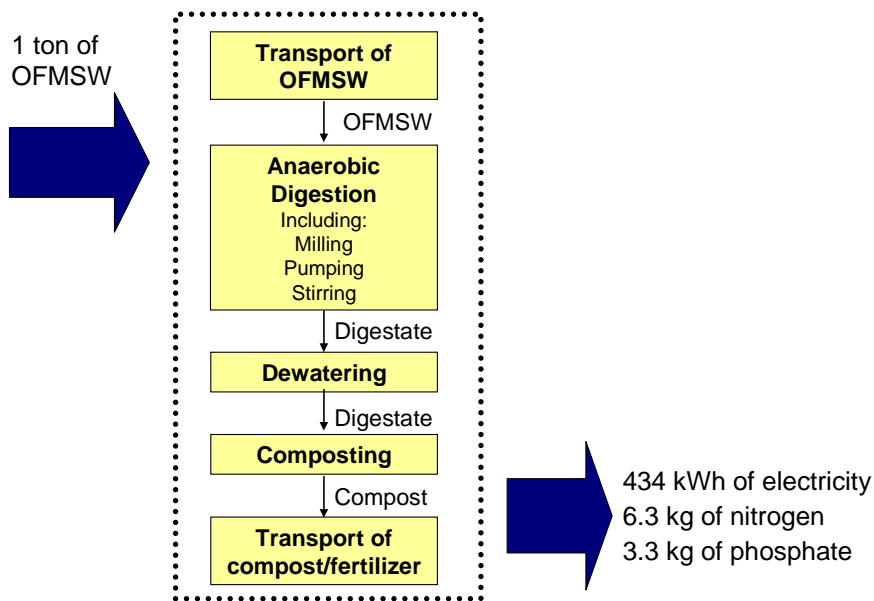 1 ton of
OFMSW
Transport of
OFMSW
OFMSW
Anaerobic
Digestion
Including:
Milling
Pumping
Stirring
Digestate
Dewatering
Digestate
Composting
Compost
Transport of
compost/fertilizer
434 kWh of electricity
6.3 kg of nitrogen
3.3 kg of phosphate